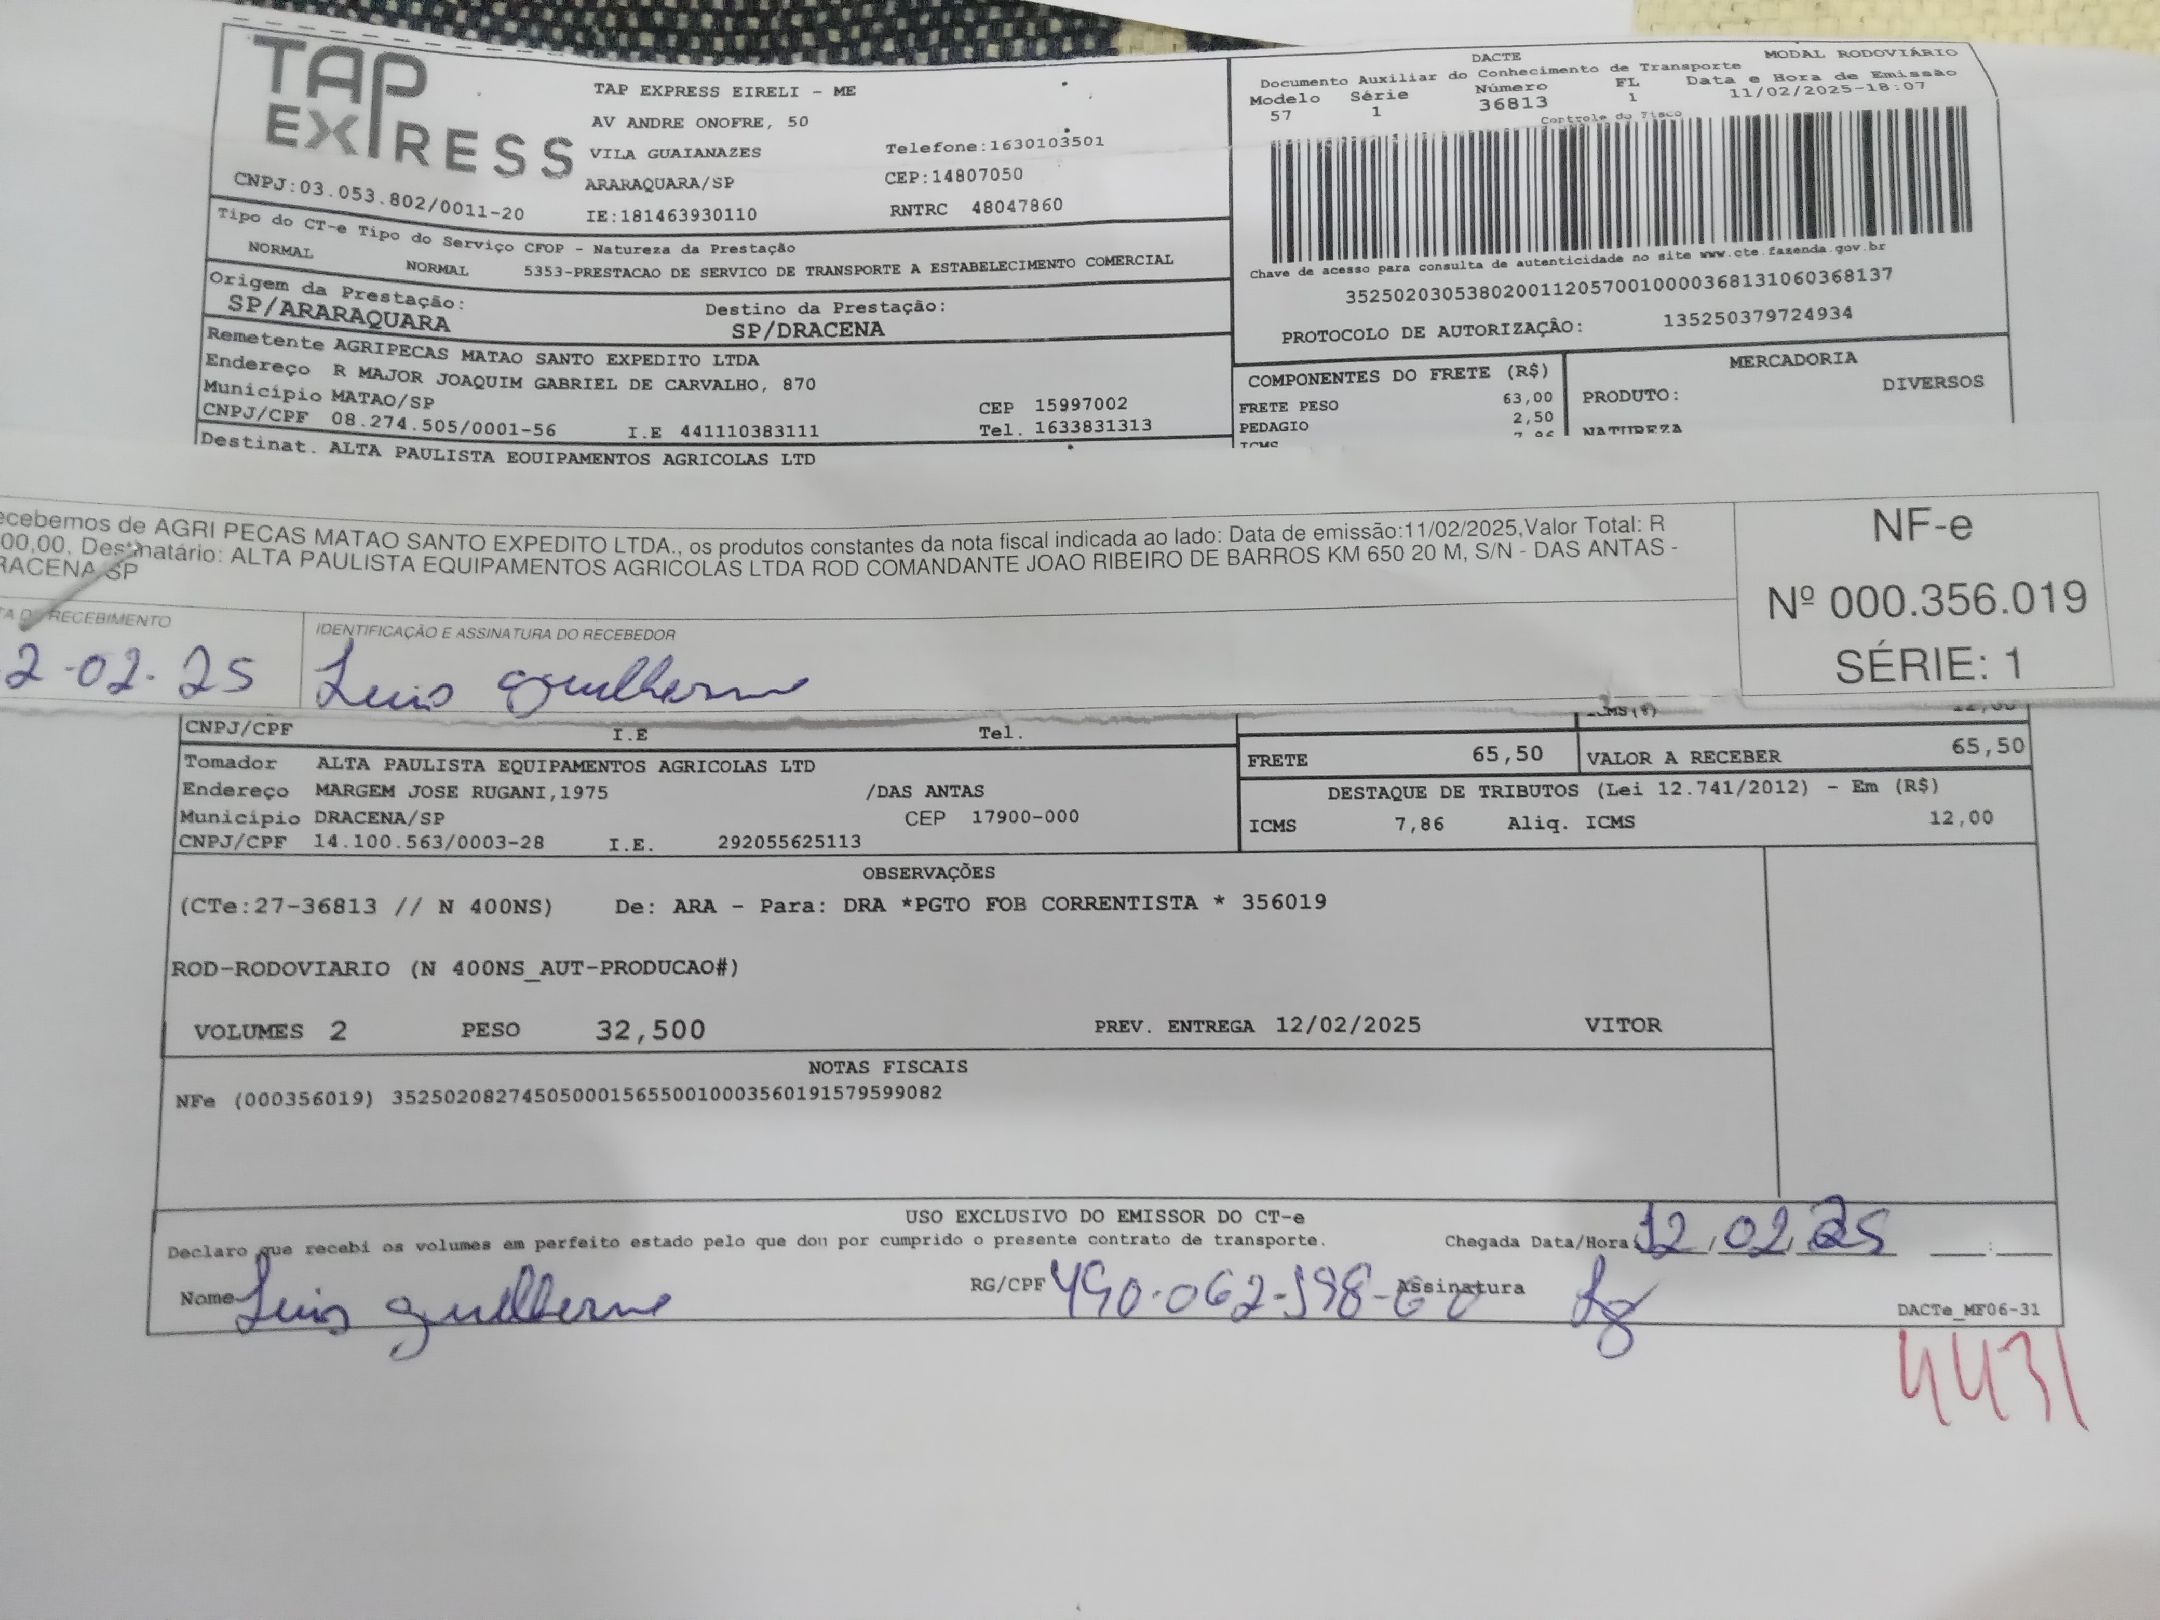 TAP EXPRESS
TAP EXPRESS EIRELI - ME
AV ANDRE ONOFRE, 50
VILA GUAIANAZES Telefone:1630103501
ARARAQUARA/SP CEP:14807050
CNPJ:03.053.802/0011-20 IE:181463930110 RNTRC 48047860
DACTE MODAL RODOVIÁRIO
Documento Auxiliar do Conhecimento de Transporte
Modelo Série Número FL Data e Hora de Emissão
57 1 36813 1 11/02/2025-18:07
Controle do Fisco
Chave de acesso para consulta de autenticidade no site www.cte.fazenda.gov.br
35250203053802001120570010000368131060368137
PROTOCOLO DE AUTORIZAÇÂO: 135250379724934
Tipo do CT-e Tipo do Serviço CFOP - Natureza da Prestação
NORMAL NORMAL 5353-PRESTACAO DE SERVICO DE TRANSPORTE A ESTABELECIMENTO COMERCIAL
Origem da Prestação: Destino da Prestação:
SP/ARARAQUARA SP/DRACENA
Remetente AGRIPECAS MATAO SANTO EXPEDITO LTDA
Endereço R MAJOR JOAQUIM GABRIEL DE CARVALHO, 870
Município MATAO/SP CEP 15997002
CNPJ/CPF 08.274.505/0001-56 I.E 441110383111 Tel. 1633831313
Destinat. ALTA PAULISTA EQUIPAMENTOS AGRICOLAS LTD
COMPONENTES DO FRETE (R$)
FRETE PESO 63,00
PEDAGIO 2,50
ICMS 7,86
MERCADORIA
PRODUTO: DIVERSOS
NATUREZA
ecebemos de AGRI PECAS MATAO SANTO EXPEDITO LTDA., os produtos constantes da nota fiscal indicada ao lado: Data de emissão:11/02/2025,Valor Total: R
00,00, Destinatário: ALTA PAULISTA EQUIPAMENTOS AGRICOLAS LTDA ROD COMANDANTE JOAO RIBEIRO DE BARROS KM 650 20 M, S/N - DAS ANTAS -
RACENA SP
NF-e
Nº 000.356.019
SÉRIE: 1
TA DE RECEBIMENTO IDENTIFICAÇÃO E ASSINATURA DO RECEBEDOR
2-02-25 Luis guilherme
CNPJ/CPF I.E Tel.
ICMS(%) 12,00
Tomador ALTA PAULISTA EQUIPAMENTOS AGRICOLAS LTD
Endereço MARGEM JOSE RUGANI,1975 /DAS ANTAS
Município DRACENA/SP CEP 17900-000
CNPJ/CPF 14.100.563/0003-28 I.E. 292055625113
FRETE 65,50 VALOR A RECEBER 65,50
DESTAQUE DE TRIBUTOS (Lei 12.741/2012) - Em (R$)
ICMS 7,86 Aliq. ICMS 12,00
OBSERVAÇÕES
(CTe:27-36813 // N 400NS) De: ARA - Para: DRA *PGTO FOB CORRENTISTA * 356019
ROD-RODOVIARIO (N 400NS_AUT-PRODUCAO#)
VOLUMES 2 PESO 32,500 PREV. ENTREGA 12/02/2025 VITOR
NOTAS FISCAIS
NFe (000356019) 35250208274505000156550010003560191579599082
USO EXCLUSIVO DO EMISSOR DO CT-e
Declaro que recebi os volumes em perfeito estado pelo que dou por cumprido o presente contrato de transporte. Chegada Data/Hora 12/02/25 __:__
Nome Luis guilherme RG/CPF Assinatura
DACTe_MF06-31
4431